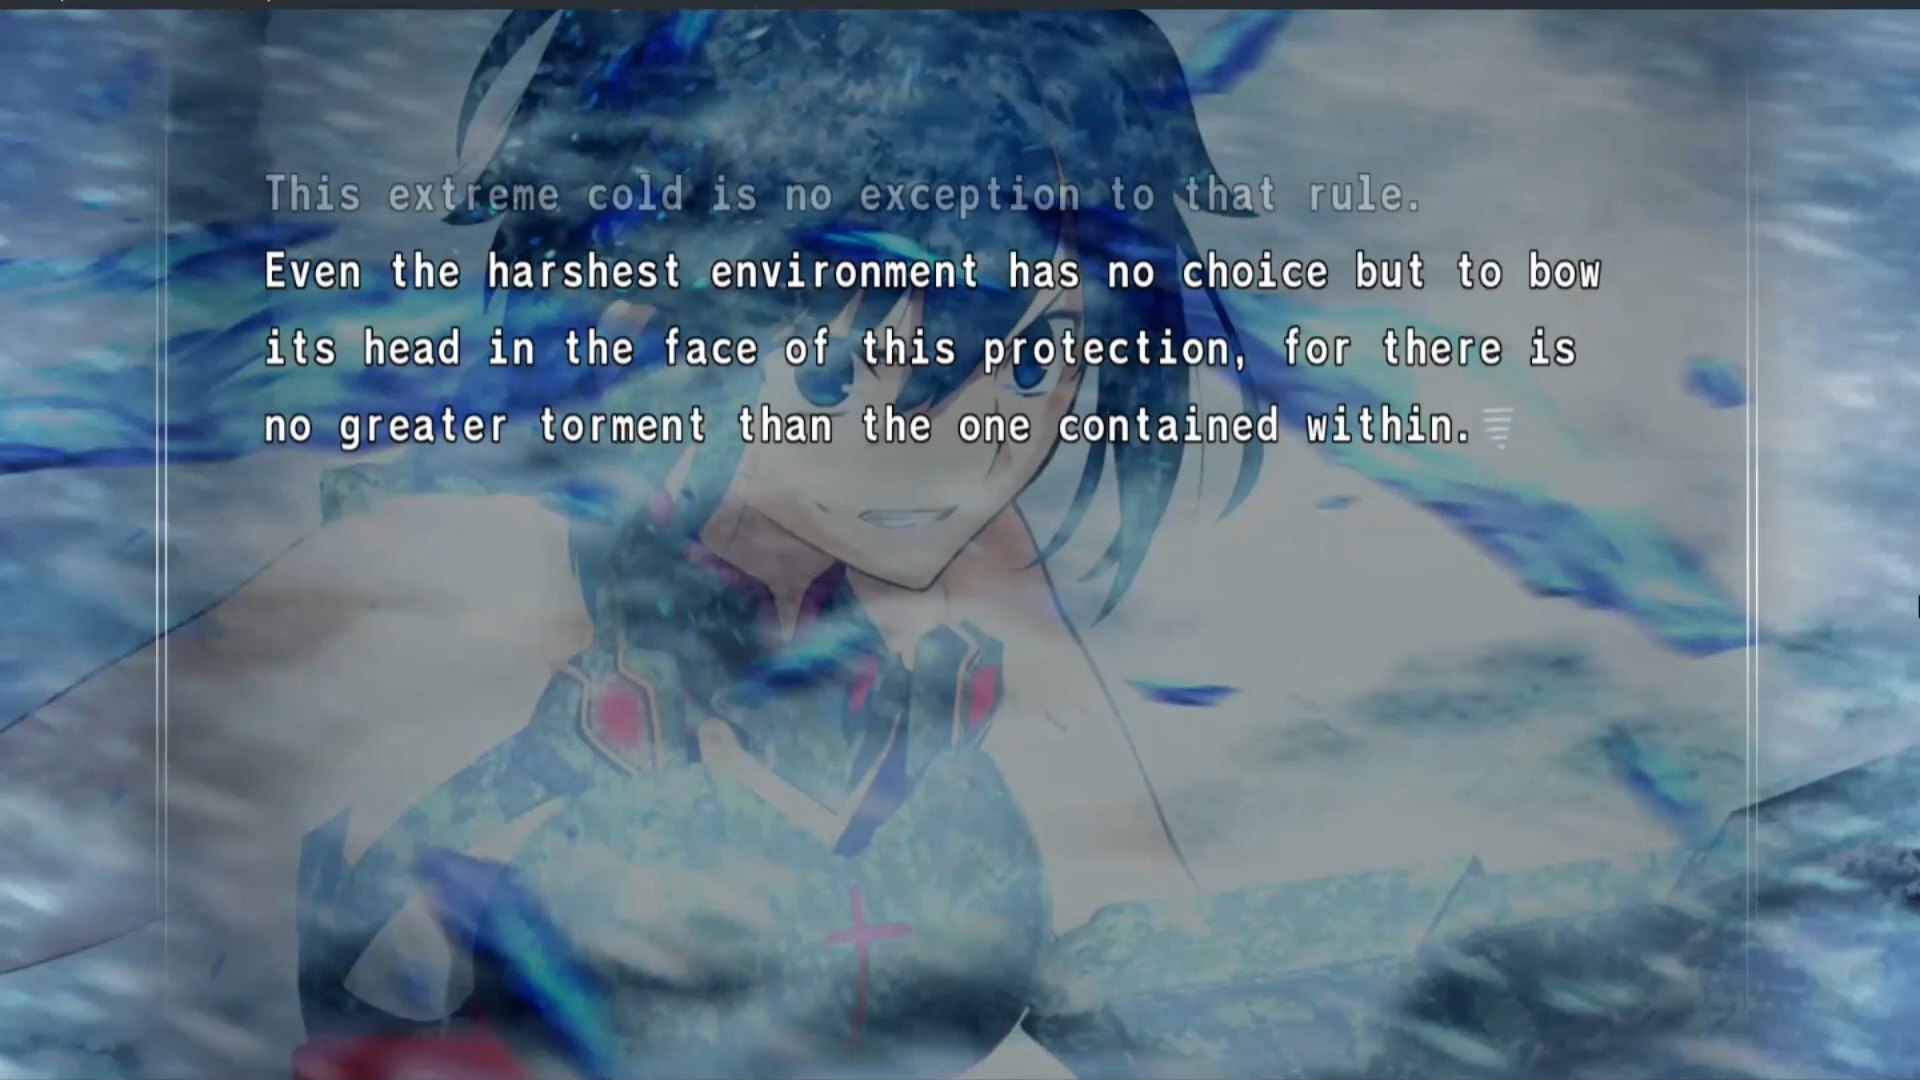 This extreme cold is no exception to that rule.
Even the harshest environment has no choice but to bow
its head in the face of this protection, for there is
no greater torment than the one contained within.